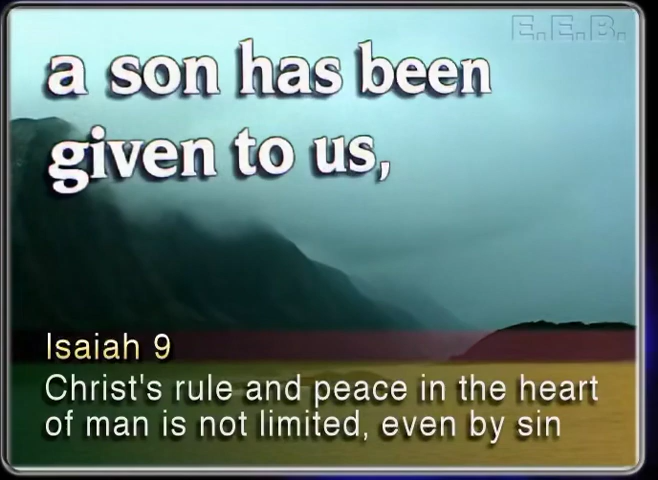 E.E.B.
a son has been
given to us,
Isaiah 9
Christ's rule and peace in the heart
of man is not limited, even by sin